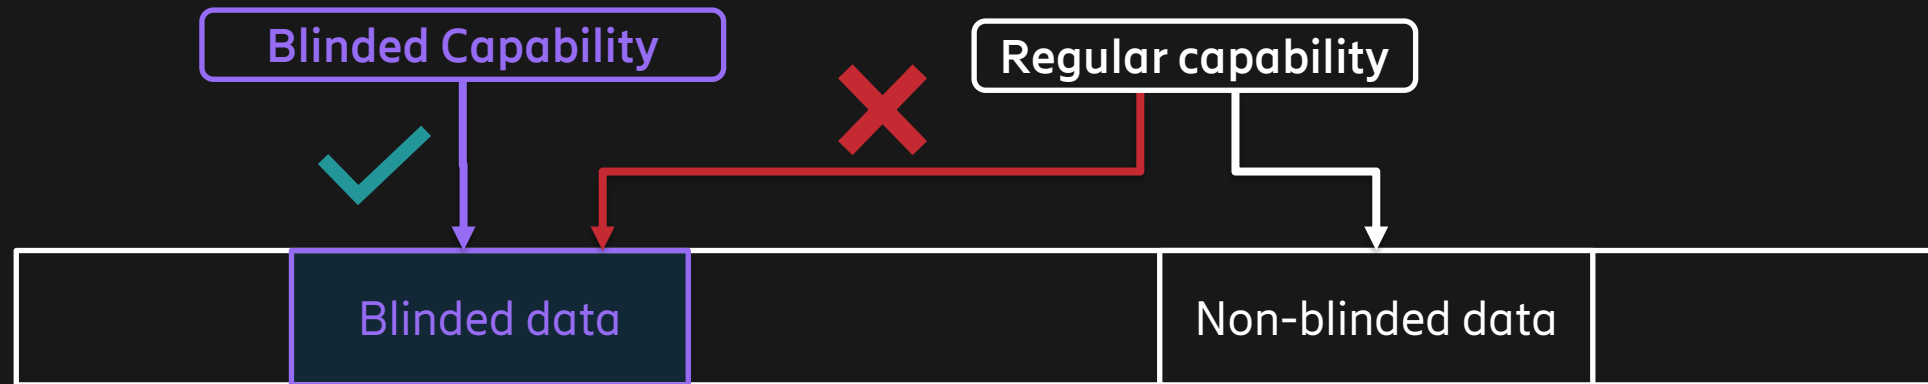 Blinded Capability
Regular capability
Blinded data
Non-blinded data